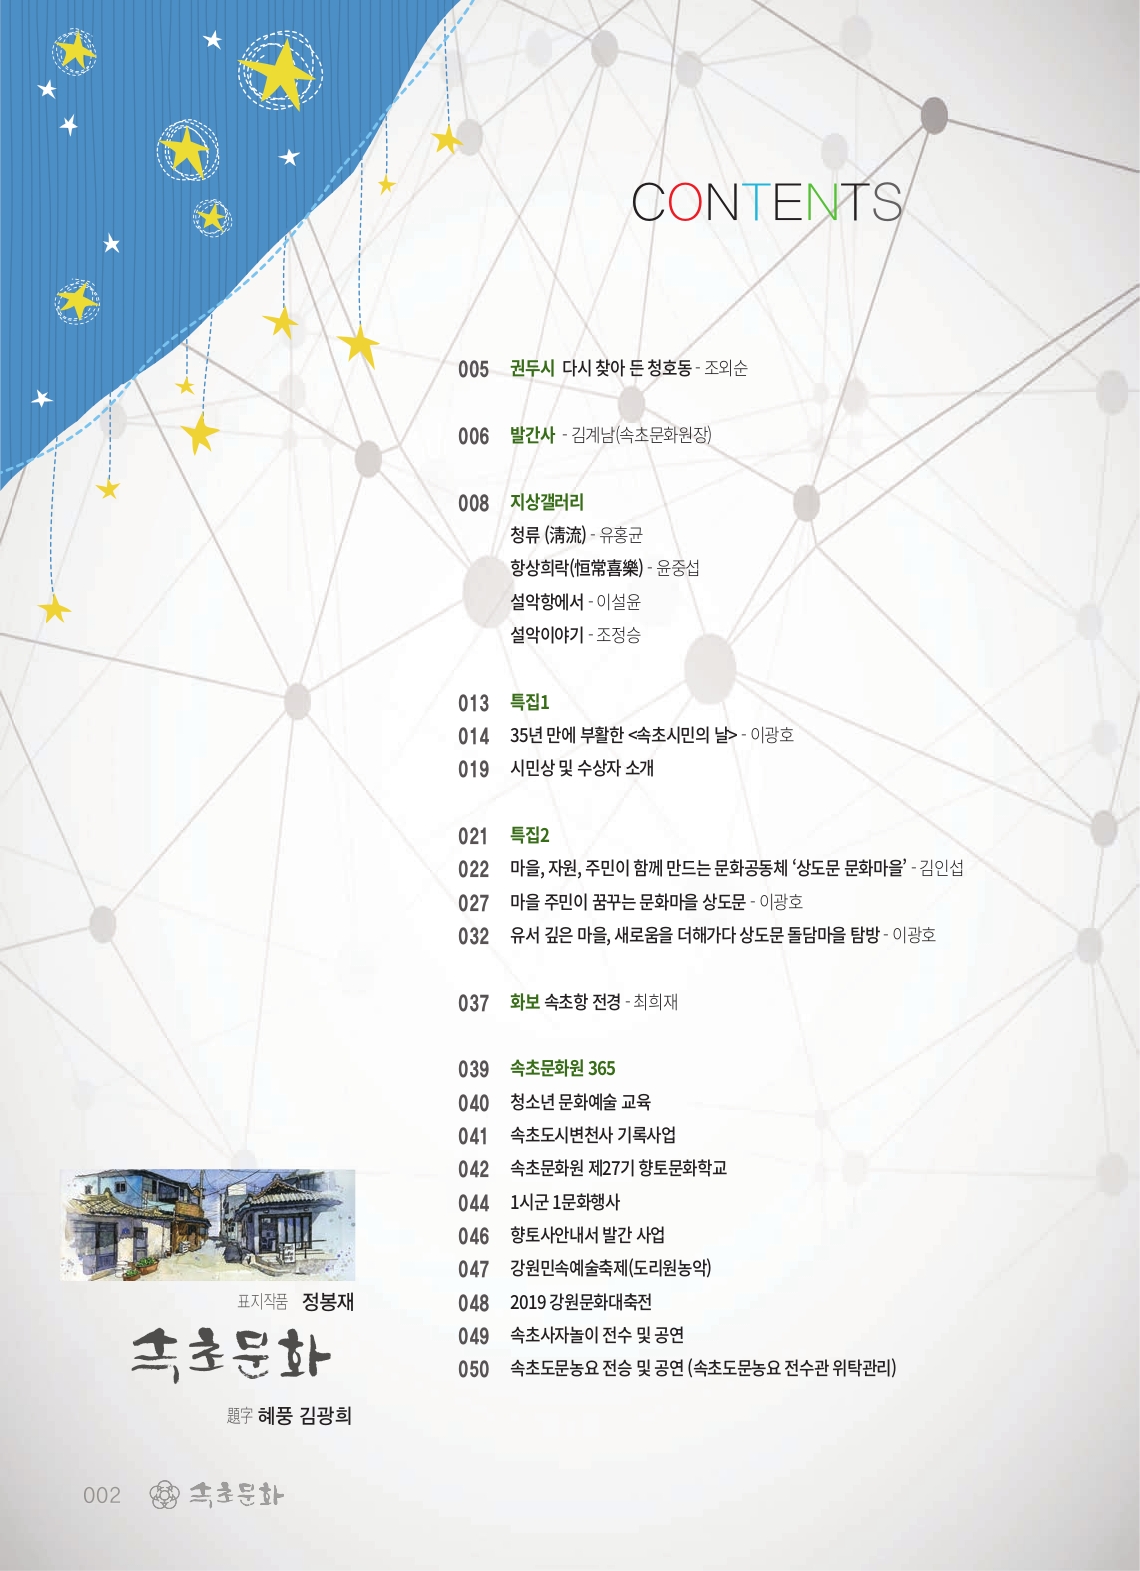 CONTENTS
005 권두시 다시 찾아 든 청호동 - 조외순
006 발간사 - 김계남(속초문화원장)
008 지상갤러리
청류 (淸流) - 유홍균
항상희락(恒常喜樂) - 윤중섭
설악항에서 - 이설윤
설악이야기 - 조정승
013 특집1
014 35년 만에 부활한 <속초시민의 날> - 이광호
019 시민상 및 수상자 소개
021 특집2
022 마을, 자원, 주민이 함께 만드는 문화공동체 ‘상도문 문화마을’ - 김인섭
027 마을 주민이 꿈꾸는 문화마을 상도문 - 이광호
032 유서 깊은 마을, 새로움을 더해가다 상도문 돌담마을 탐방 - 이광호
037 화보 속초항 전경 - 최희재
039 속초문화원 365
040 청소년 문화예술 교육
041 속초도시변천사 기록사업
042 속초문화원 제27기 향토문화학교
044 1시군 1문화행사
046 향토사안내서 발간 사업
047 강원민속예술축제(도리원농악)
048 2019 강원문화대축전
049 속초사자놀이 전수 및 공연
050 속초도문농요 전승 및 공연 (속초도문농요 전수관 위탁관리)
표지작품 정봉재
속초문화
題字 혜풍 김광희
002 속초문화